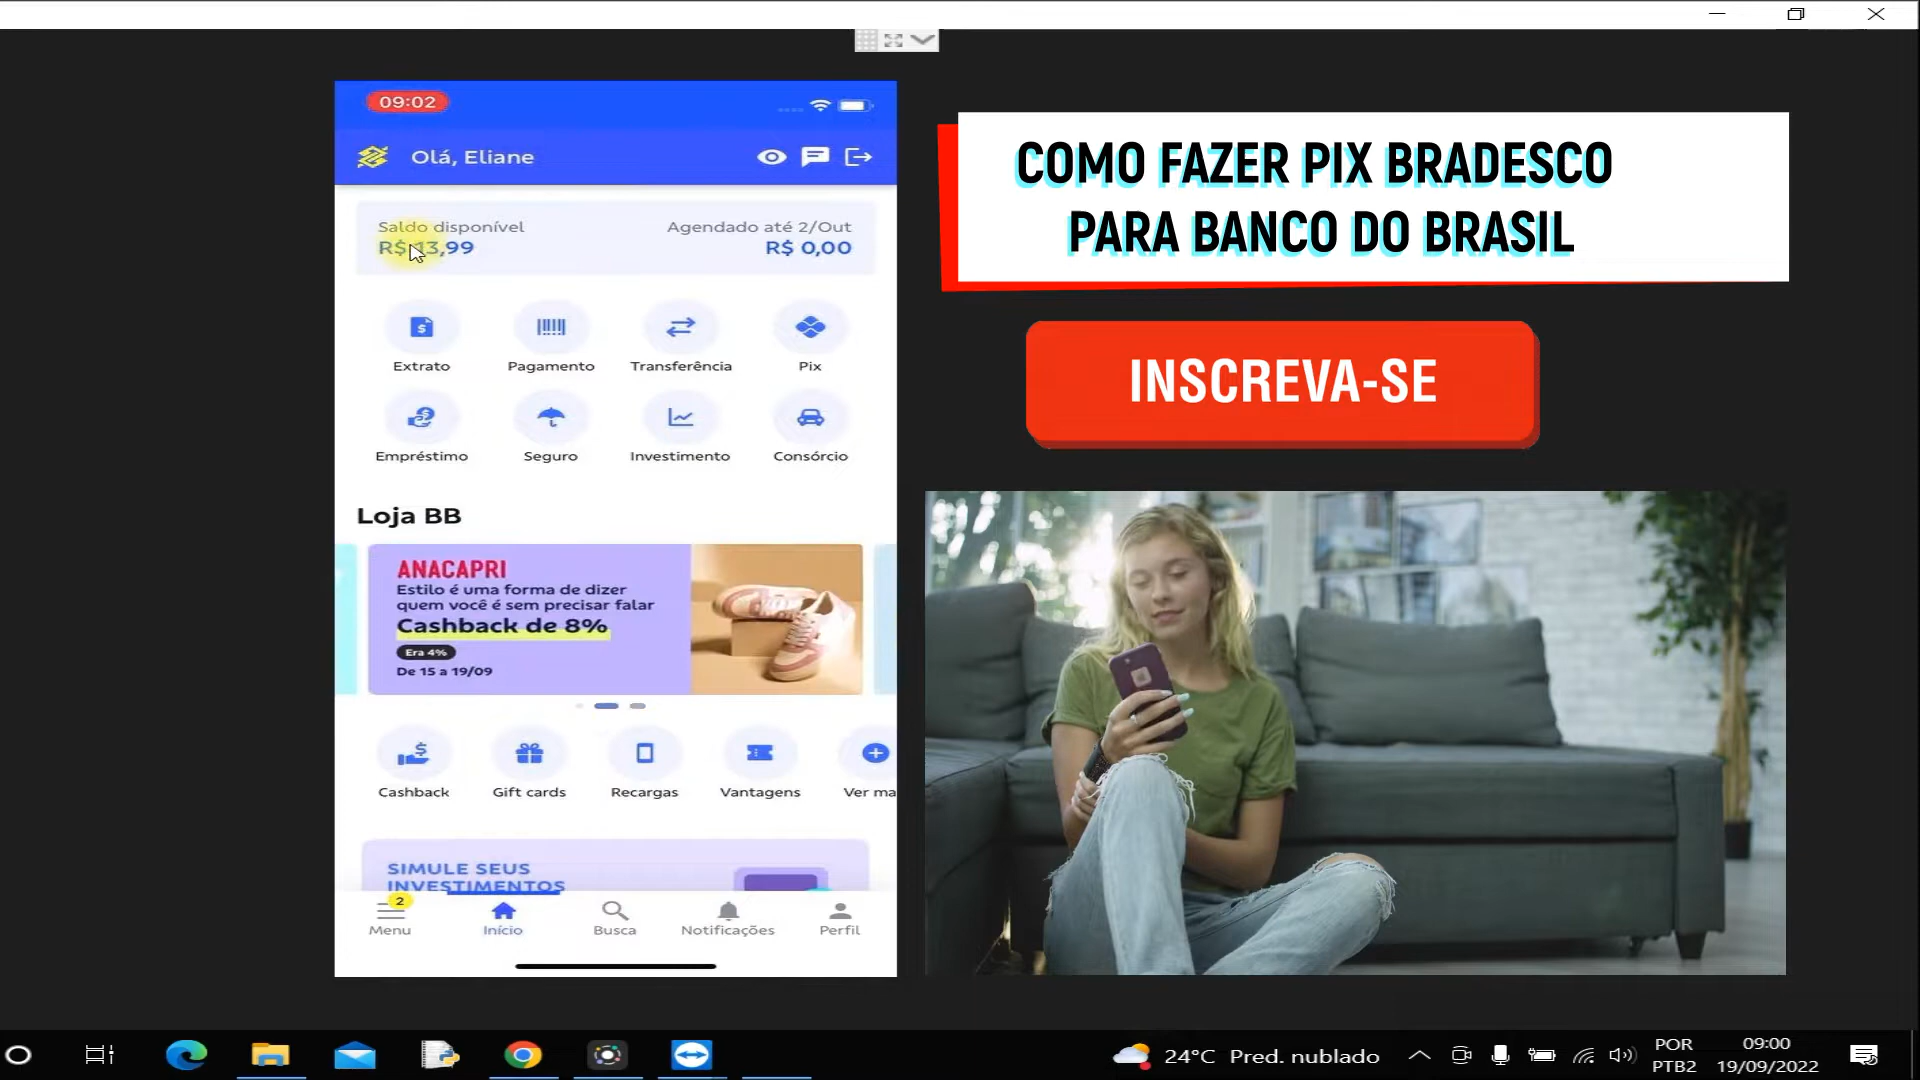 09:02
Olá, Eliane
Saldo disponível
Agendado até 2/Out
R$ 13,99
R$ 0,00
Extrato
Pagamento
Transferência
Pix
Empréstimo
Seguro
Investimento
Consórcio
Loja BB
ANACAPRI
Estilo é uma forma de dizer
quem você é sem precisar falar
Cashback de 8%
Era 4%
De 15 a 19/09
Cashback
Gift cards
Recargas
Vantagens
Ver ma
SIMULE SEUS
INVESTIMENTOS
2
Menu
Início
Busca
Notificações
Perfil
COMO FAZER PIX BRADESCO
PARA BANCO DO BRASIL
INSCREVA-SE
24°C Pred. nublado
POR
PTB2
09:00
19/09/2022